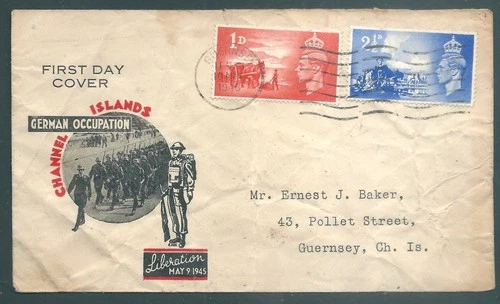 FIRST DAY
COVER
CHANNEL ISLANDS
GERMAN OCCUPATION
Liberation
MAY 9 1945
1D
2½D
Mr. Ernest J. Baker,
43, Pollet Street,
Guernsey, Ch. Is.